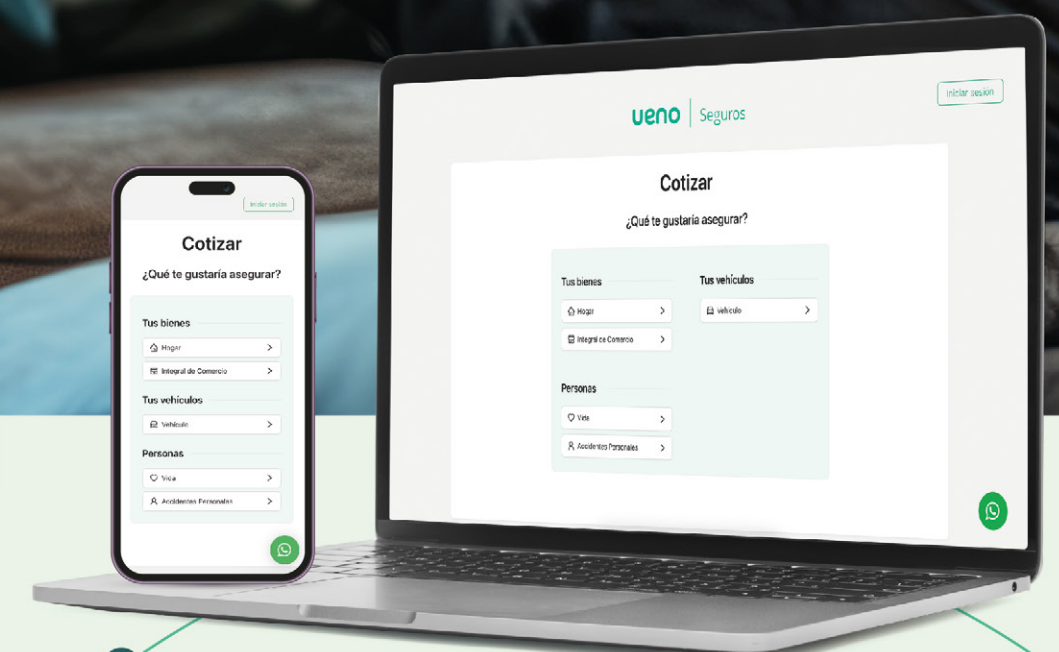 Iniciar sesión
Cotizar
¿Qué te gustaría asegurar?
Tus bienes
Hogar
Integral de Comercio
Tus vehículos
Vehículo
Personas
Vida
Accidentes Personales
ueno | Seguros
Iniciar sesión
Cotizar
¿Qué te gustaría asegurar?
Tus bienes
Hogar
Integral de Comercio
Tus vehículos
Vehículo
Personas
Vida
Accidentes Personales